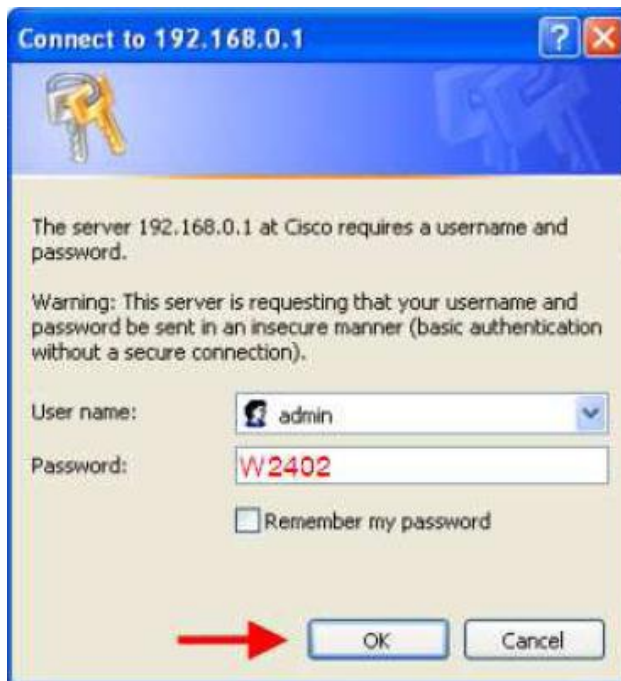 Connect to 192.168.0.1
The server 192.168.0.1 at Cisco requires a username and
password.
Warning: This server is requesting that your username and
password be sent in an insecure manner (basic authentication
without a secure connection).
User name:
admin
Password:
W2402
Remember my password
OK
Cancel